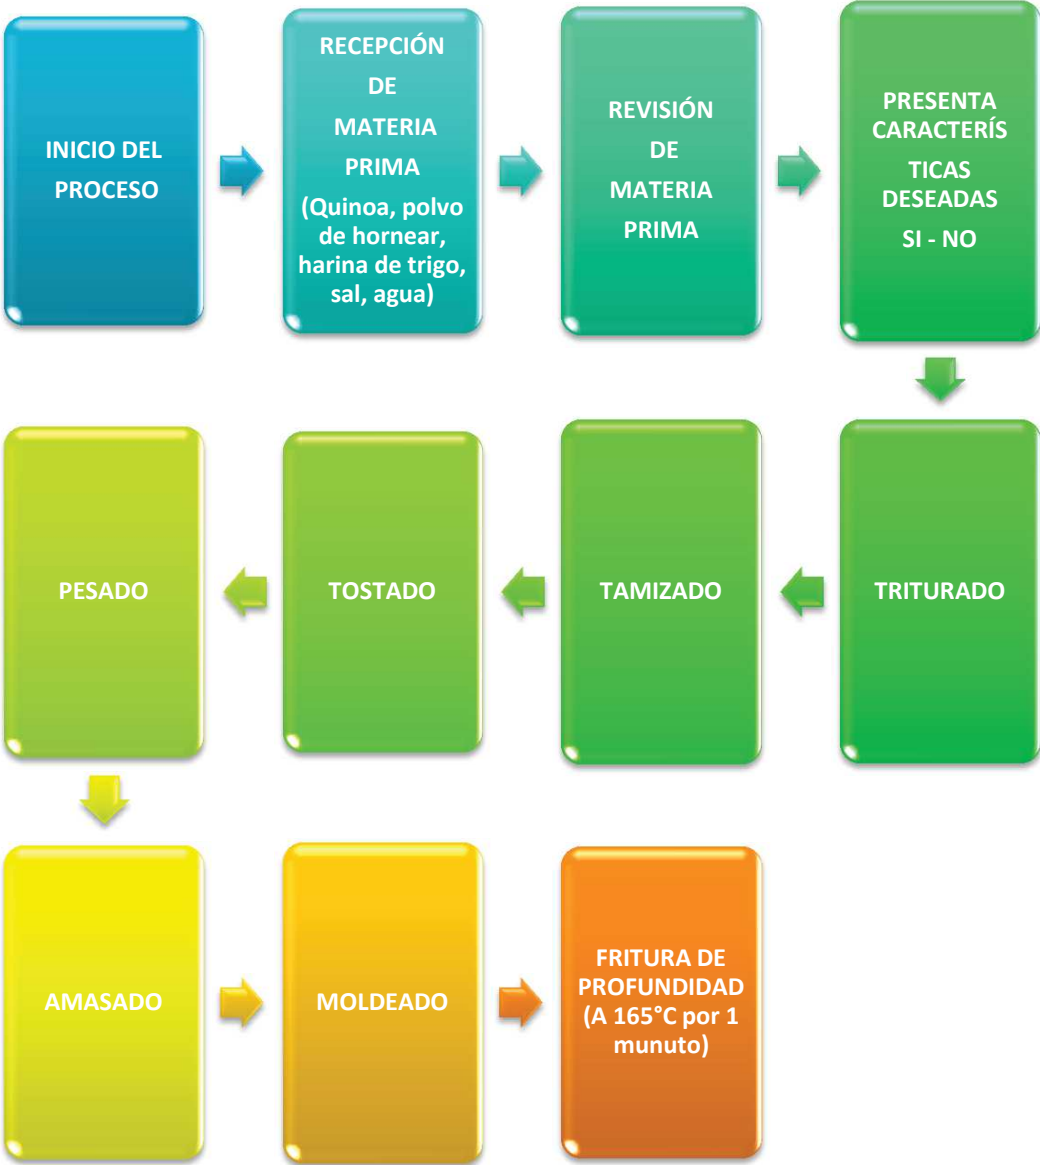 INICIO DEL
PROCESO
RECEPCIÓN
DE
MATERIA
PRIMA
(Quinoa, polvo
de hornear,
harina de trigo,
sal, agua)
REVISIÓN
DE
MATERIA
PRIMA
PRESENTA
CARACTERÍS
TICAS
DESEADAS
SI - NO
TRITURADO
TAMIZADO
TOSTADO
PESADO
AMASADO
MOLDEADO
FRITURA DE
PROFUNDIDAD
(A 165°C por 1
munuto)